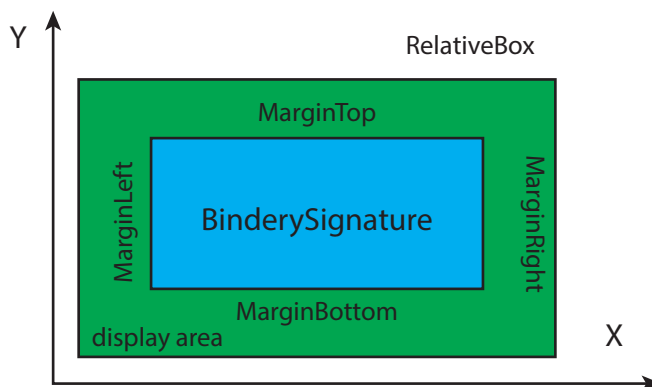 Y
RelativeBox
MarginTop
MarginLeft
BinderySignature
MarginRight
MarginBottom
display area
X